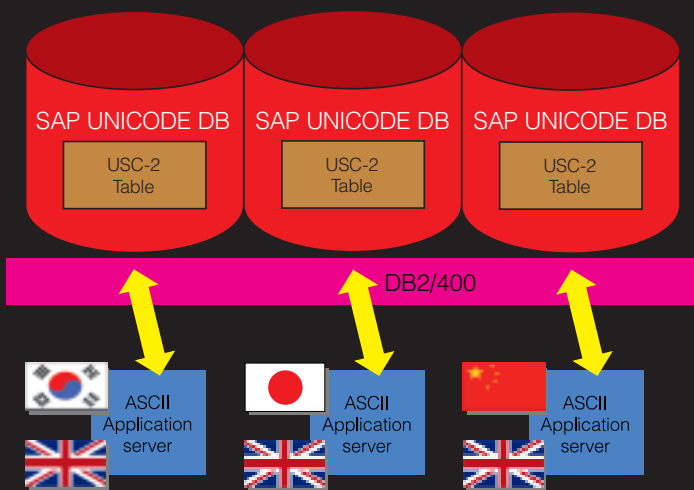 SAP UNICODE DB
USC-2
Table
SAP UNICODE DB
USC-2
Table
SAP UNICODE DB
USC-2
Table
DB2/400
ASCII
Application
server
ASCII
Application
server
ASCII
Application
server